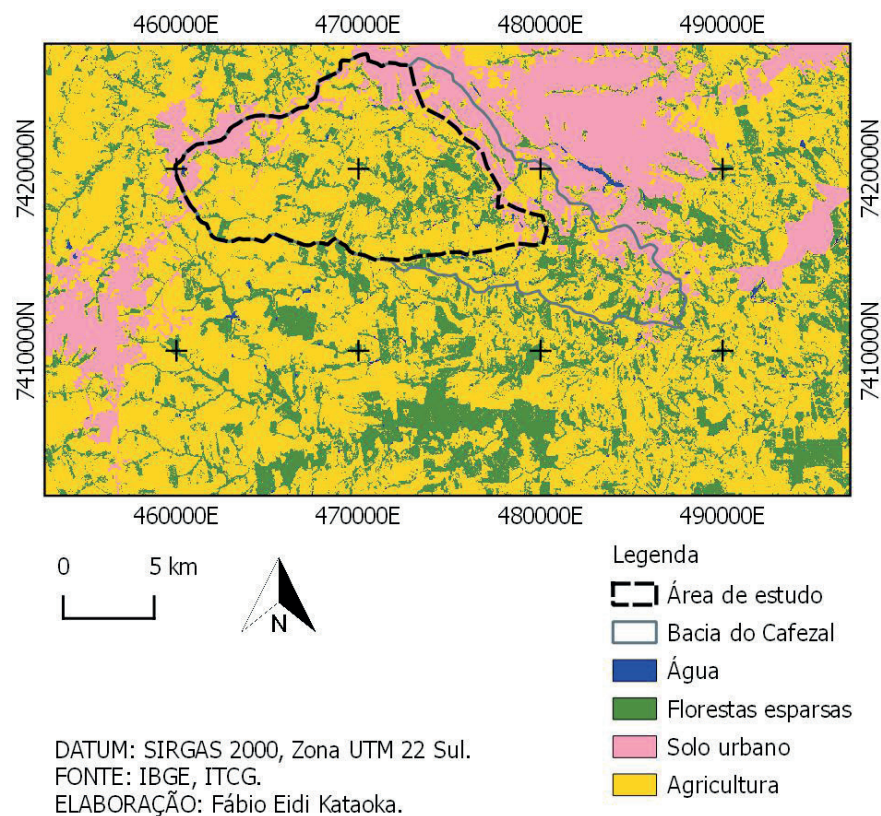 460000E 470000E 480000E 490000E
7420000N 7420000N
7410000N 7410000N
460000E 470000E 480000E 490000E
0 5 km
N
Legenda
Área de estudo
Bacia do Cafezal
Água
Florestas esparsas
Solo urbano
Agricultura
DATUM: SIRGAS 2000, Zona UTM 22 Sul.
FONTE: IBGE, ITCG.
ELABORAÇÃO: Fábio Eidi Kataoka.